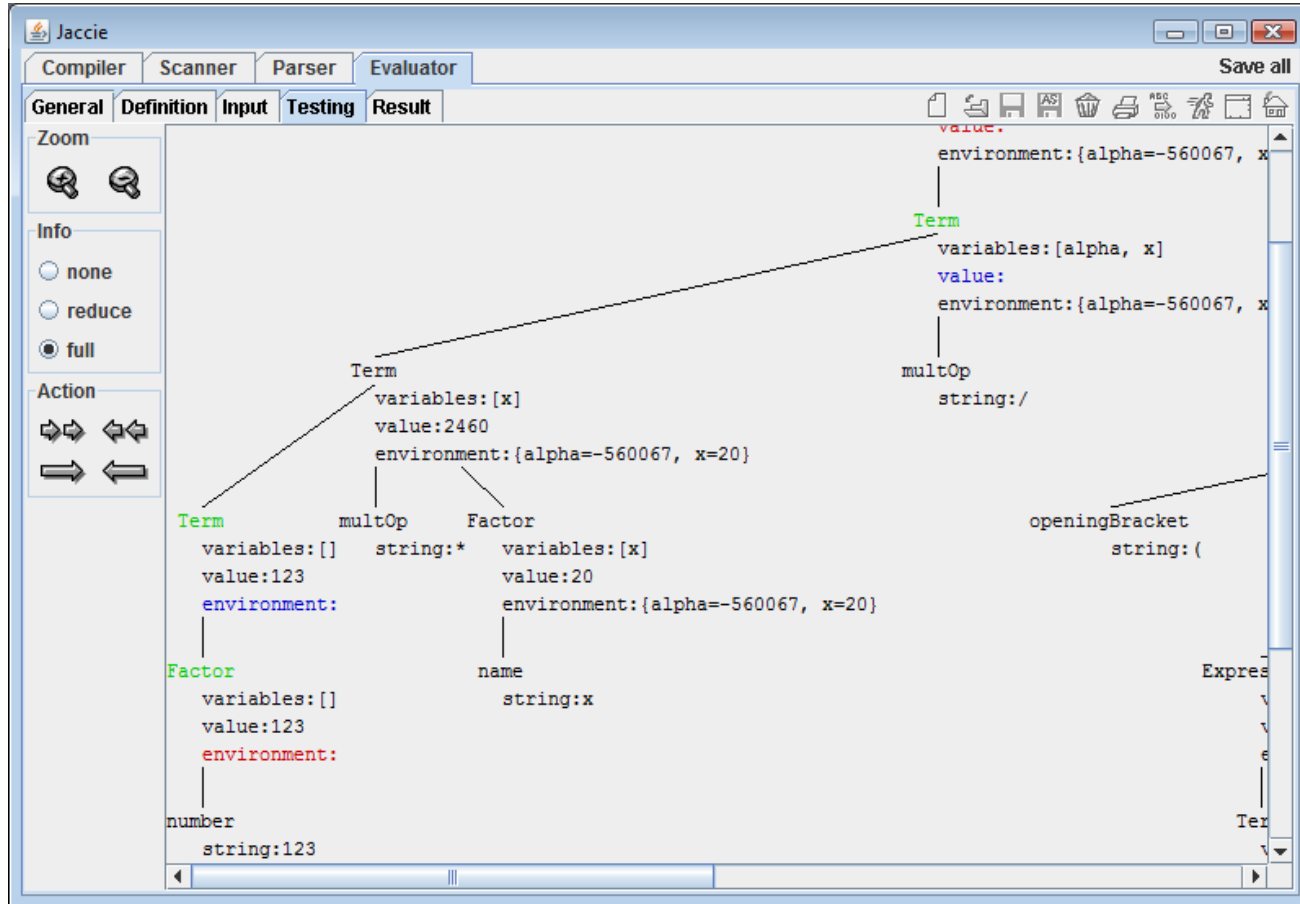 Jaccie
Compiler Scanner Parser Evaluator Save all
General Definition Input Testing Result
Zoom
Info
none
reduce
full
Action
value:
environment:{alpha=-560067, x
Term
variables:[alpha, x]
value:
environment:{alpha=-560067, x
Term
variables:[x]
value:2460
environment:{alpha=-560067, x=20}
multOp
string:/
Term
variables:[]
value:123
environment:
multOp
string:*
Factor
variables:[x]
value:20
environment:{alpha=-560067, x=20}
openingBracket
string:(
Factor
variables:[]
value:123
environment:
name
string:x
Expres
v
v
e
number
string:123
Ter
v